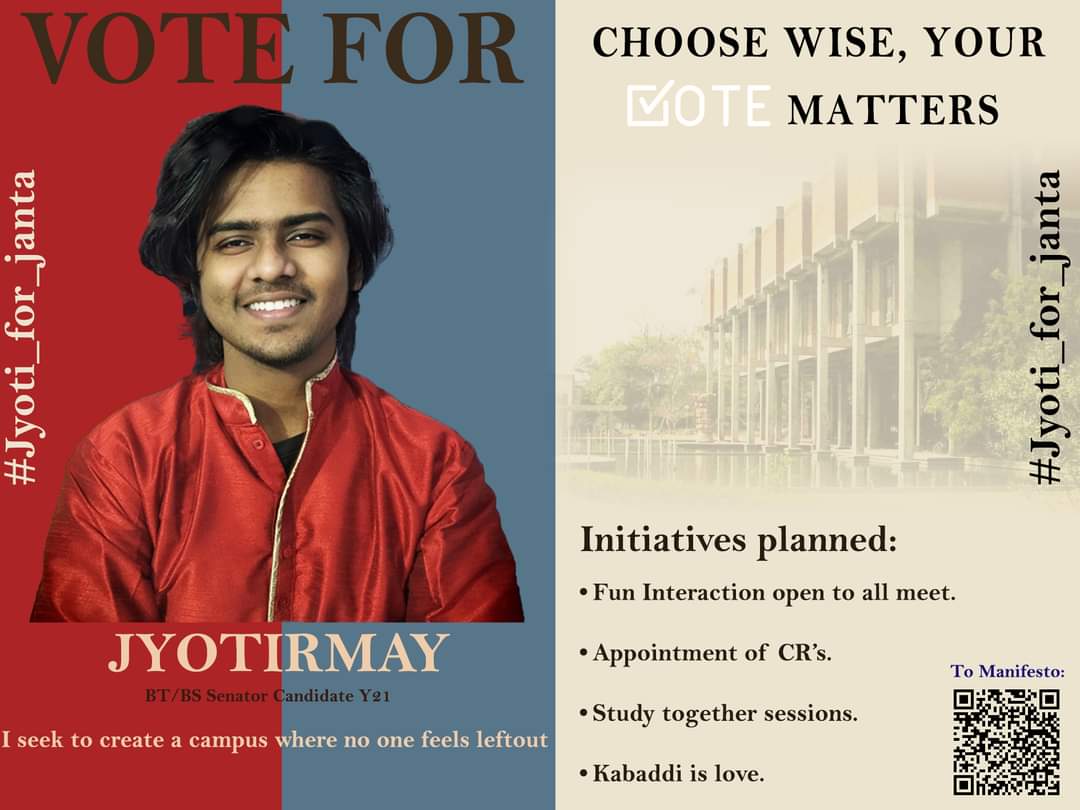 VOTE FOR
#Jyoti_for_janta
JYOTIRMAY
BT/BS Senator Candidate Y21
I seek to create a campus where no one feels leftout
CHOOSE WISE, YOUR
VOTE MATTERS
#Jyoti_for_janta
Initiatives planned:
• Fun Interaction open to all meet.
• Appointment of CR's.
• Study together sessions.
• Kabaddi is love.
To Manifesto: